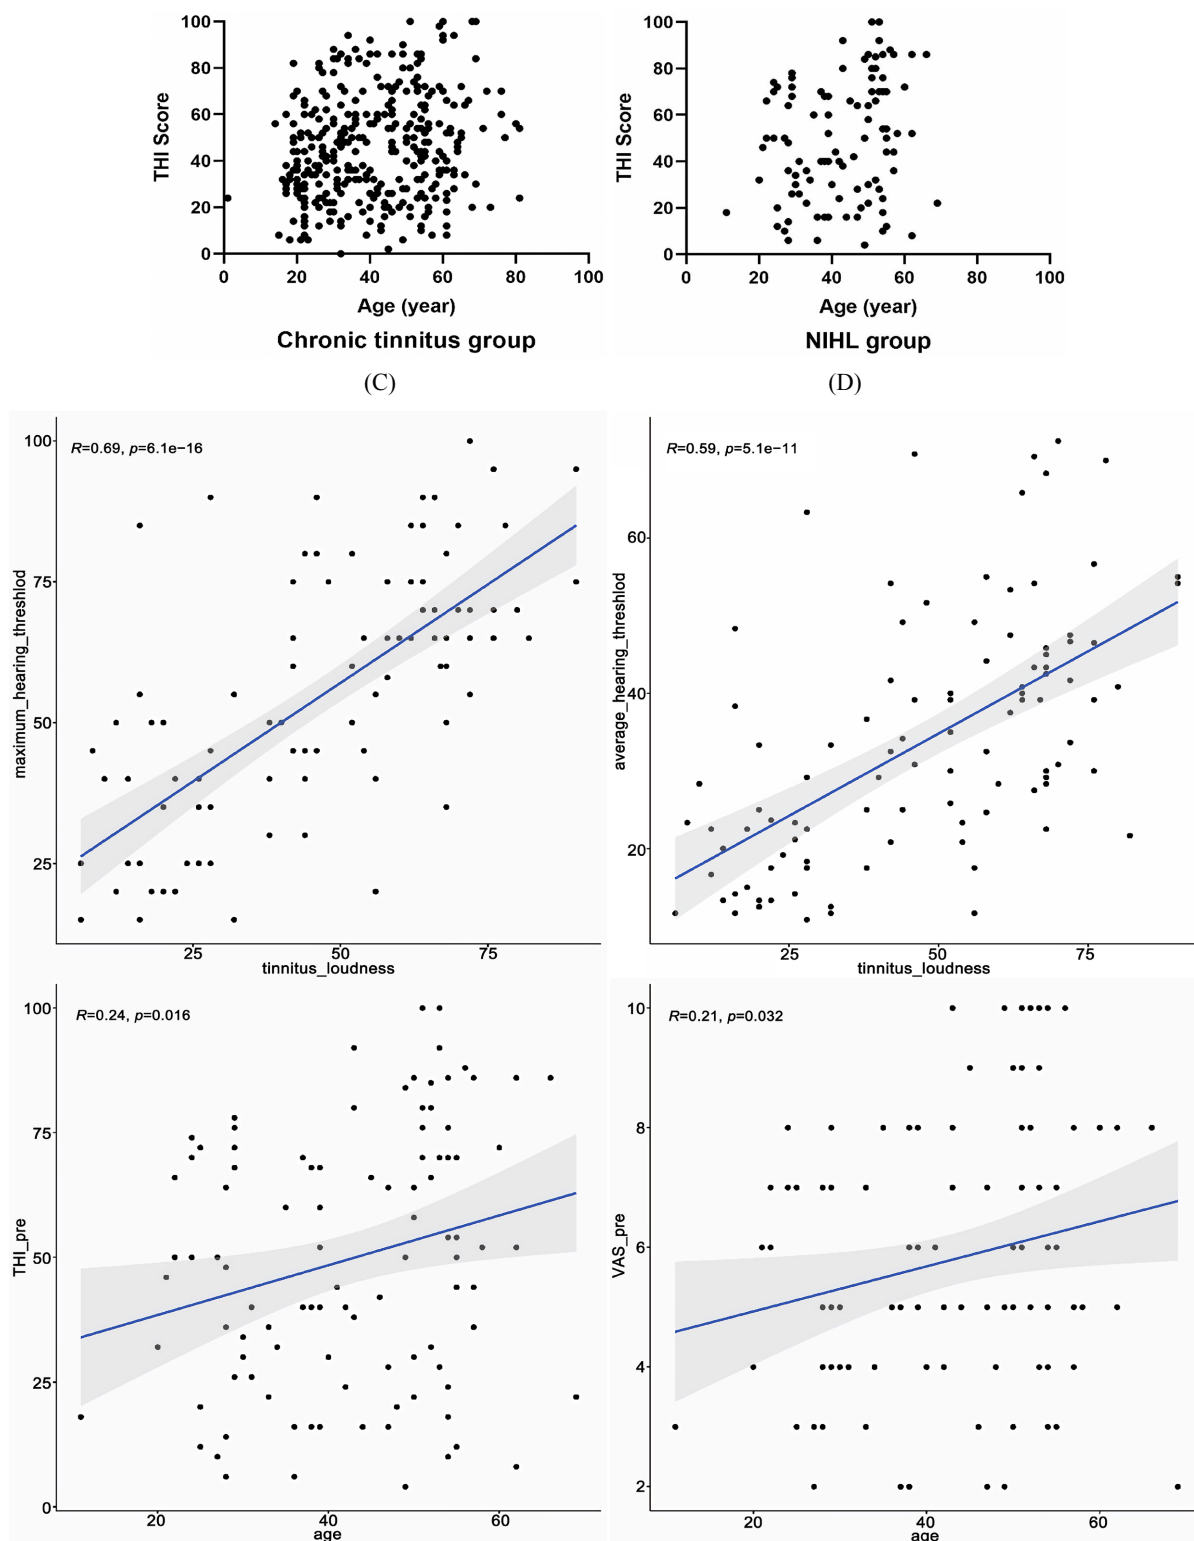 100
80
60
40
20
0
THI Score
0 20 40 60 80 100
Age (year)
Chronic tinnitus group
(C)
100
80
60
40
20
0
THI Score
0 20 40 60 80 100
Age (year)
NIHL group
(D)
R=0.69, p=6.1e−16
100
75
50
25
maximum_hearing_threshlod
25 50 75
tinnitus_loudness
R=0.59, p=5.1e−11
60
40
20
average_hearing_threshlod
25 50 75
tinnitus_loudness
R=0.24, p=0.016
100
75
50
25
0
THI_pre
20 40 60
age
R=0.21, p=0.032
10
8
6
4
2
VAS_pre
20 40 60
age